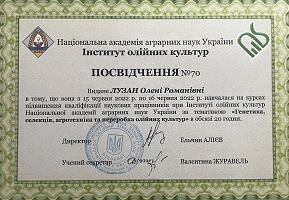 Національна академія аграрних наук України
Інститут олійних культур
ПОСВІДЧЕННЯ №70
Видане ЛУЗАН Олені Романівні
в тому, що вона з 15 червня 2022 р. по 16 червня 2022 р. навчалася на курсах
підвищення кваліфікації наукових працівників при Інституті олійних культур
Національної академії аграрних наук України за тематикою «Генетика,
селекція, агротехніка та переробка олійних культур» в обсязі 20 годин.
Директор Ельчин АЛІЄВ
Учений секретар Валентина ЖУРАВЕЛЬ